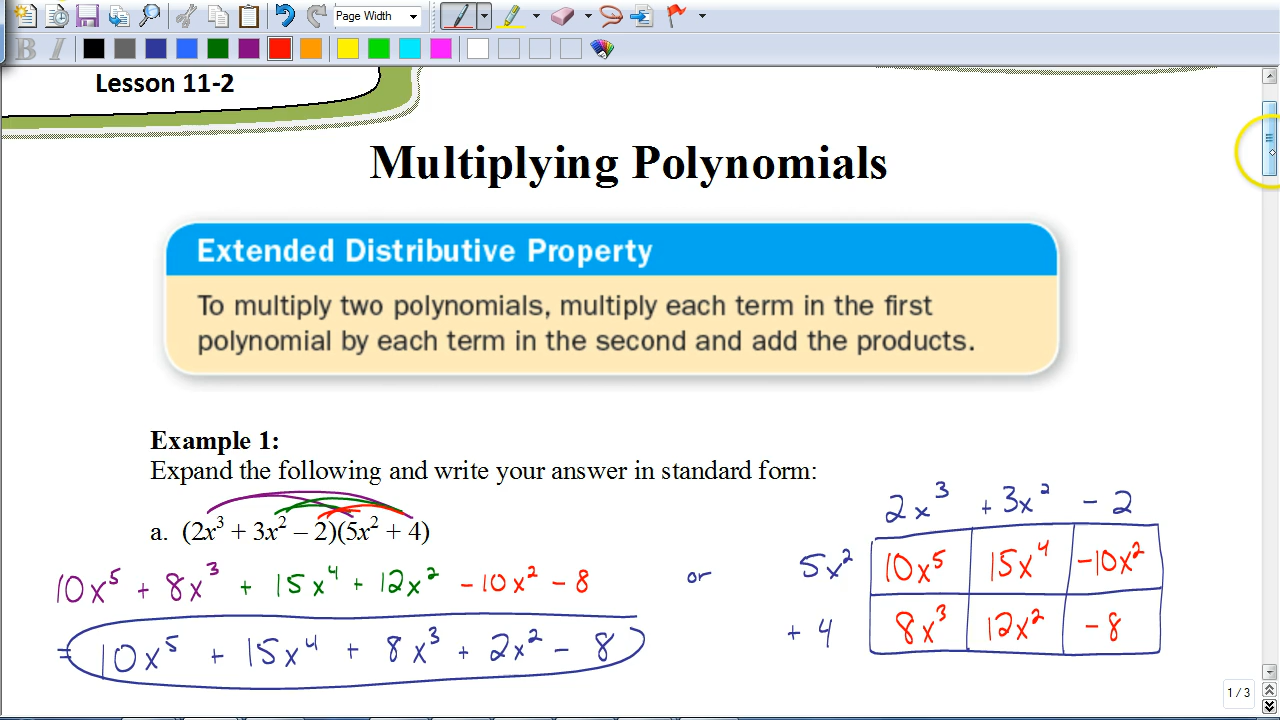 Page Width
B I
Lesson 11-2
Multiplying Polynomials
Extended Distributive Property
To multiply two polynomials, multiply each term in the first
polynomial by each term in the second and add the products.
Example 1:
Expand the following and write your answer in standard form:
a. (2x³ + 3x² – 2)(5x² + 4)
10x⁵ + 8x³ + 15x⁴ + 12x² - 10x² - 8
= 10x⁵ + 15x⁴ + 8x³ + 2x² - 8
or
2x³ + 3x² - 2
5x² 10x⁵ 15x⁴ -10x²
+ 4 8x³ 12x² -8
1 / 3